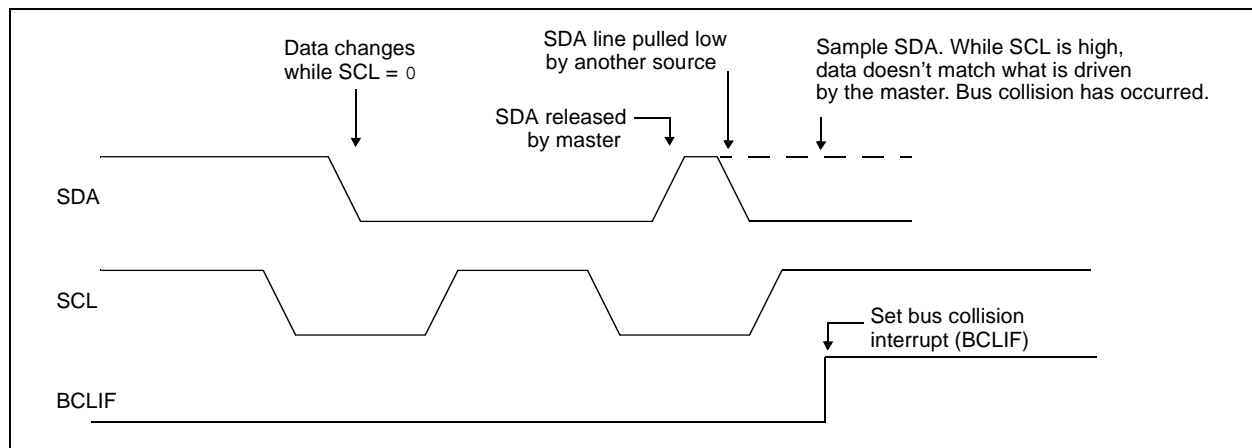 Data changes
while SCL = 0
SDA line pulled low
by another source
Sample SDA. While SCL is high,
data doesn't match what is driven
by the master. Bus collision has occurred.
SDA released
by master
SDA
SCL
Set bus collision
interrupt (BCLIF)
BCLIF